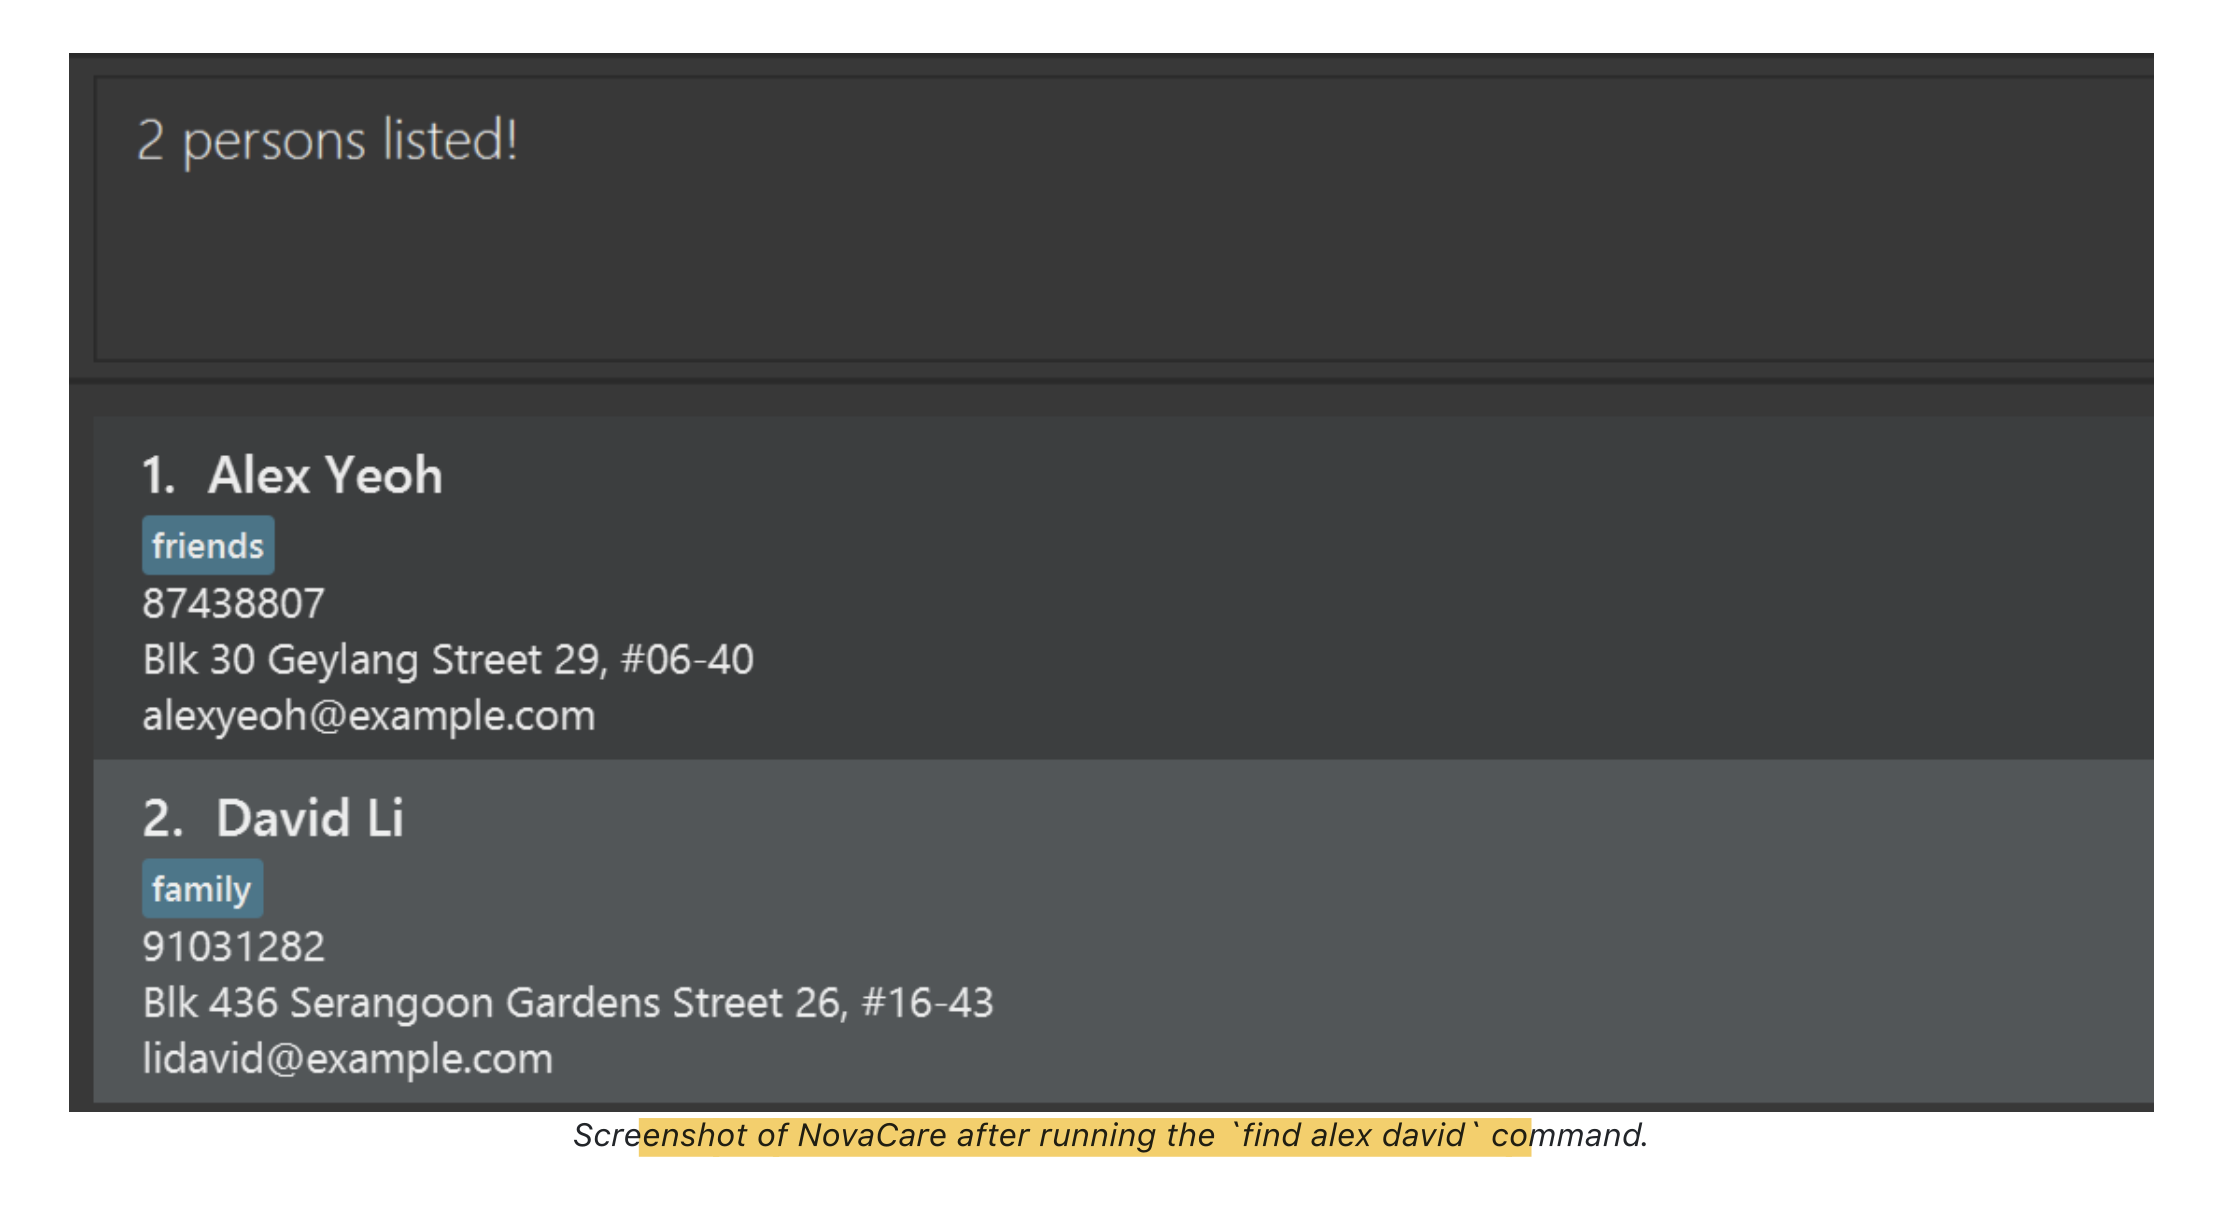 2 persons listed!
1. Alex Yeoh
friends
87438807
Blk 30 Geylang Street 29, #06-40
alexyeoh@example.com
2. David Li
family
91031282
Blk 436 Serangoon Gardens Street 26, #16-43
lidavid@example.com
Screenshot of NovaCare after running the `find alex david` command.